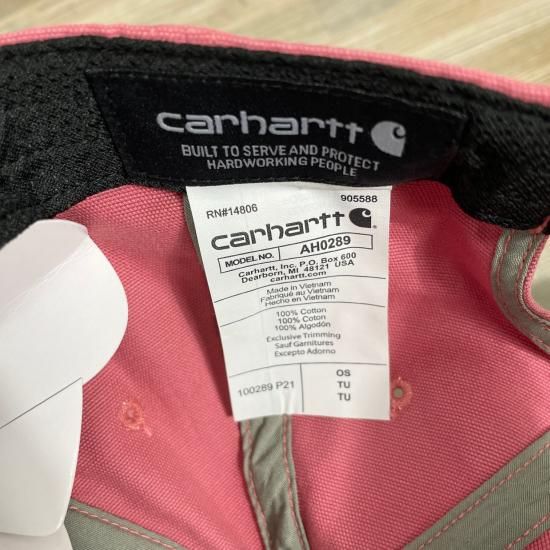 carhartt
BUILT TO SERVE AND PROTECT
HARDWORKING PEOPLE
RN#14806 905588
carhartt
MODEL NO. AH0289
Carhartt, Inc. P.O. Box 600
Dearborn, MI 48121 USA
carhartt.com
Made in Vietnam
Fabriqué au Vietnam
Hecho en Vietnam
100% Cotton
100% Coton
100% Algodón
Exclusive Trimming
Sauf Garnitures
Excepto Adorno
100289 P21 OS
TU
TU